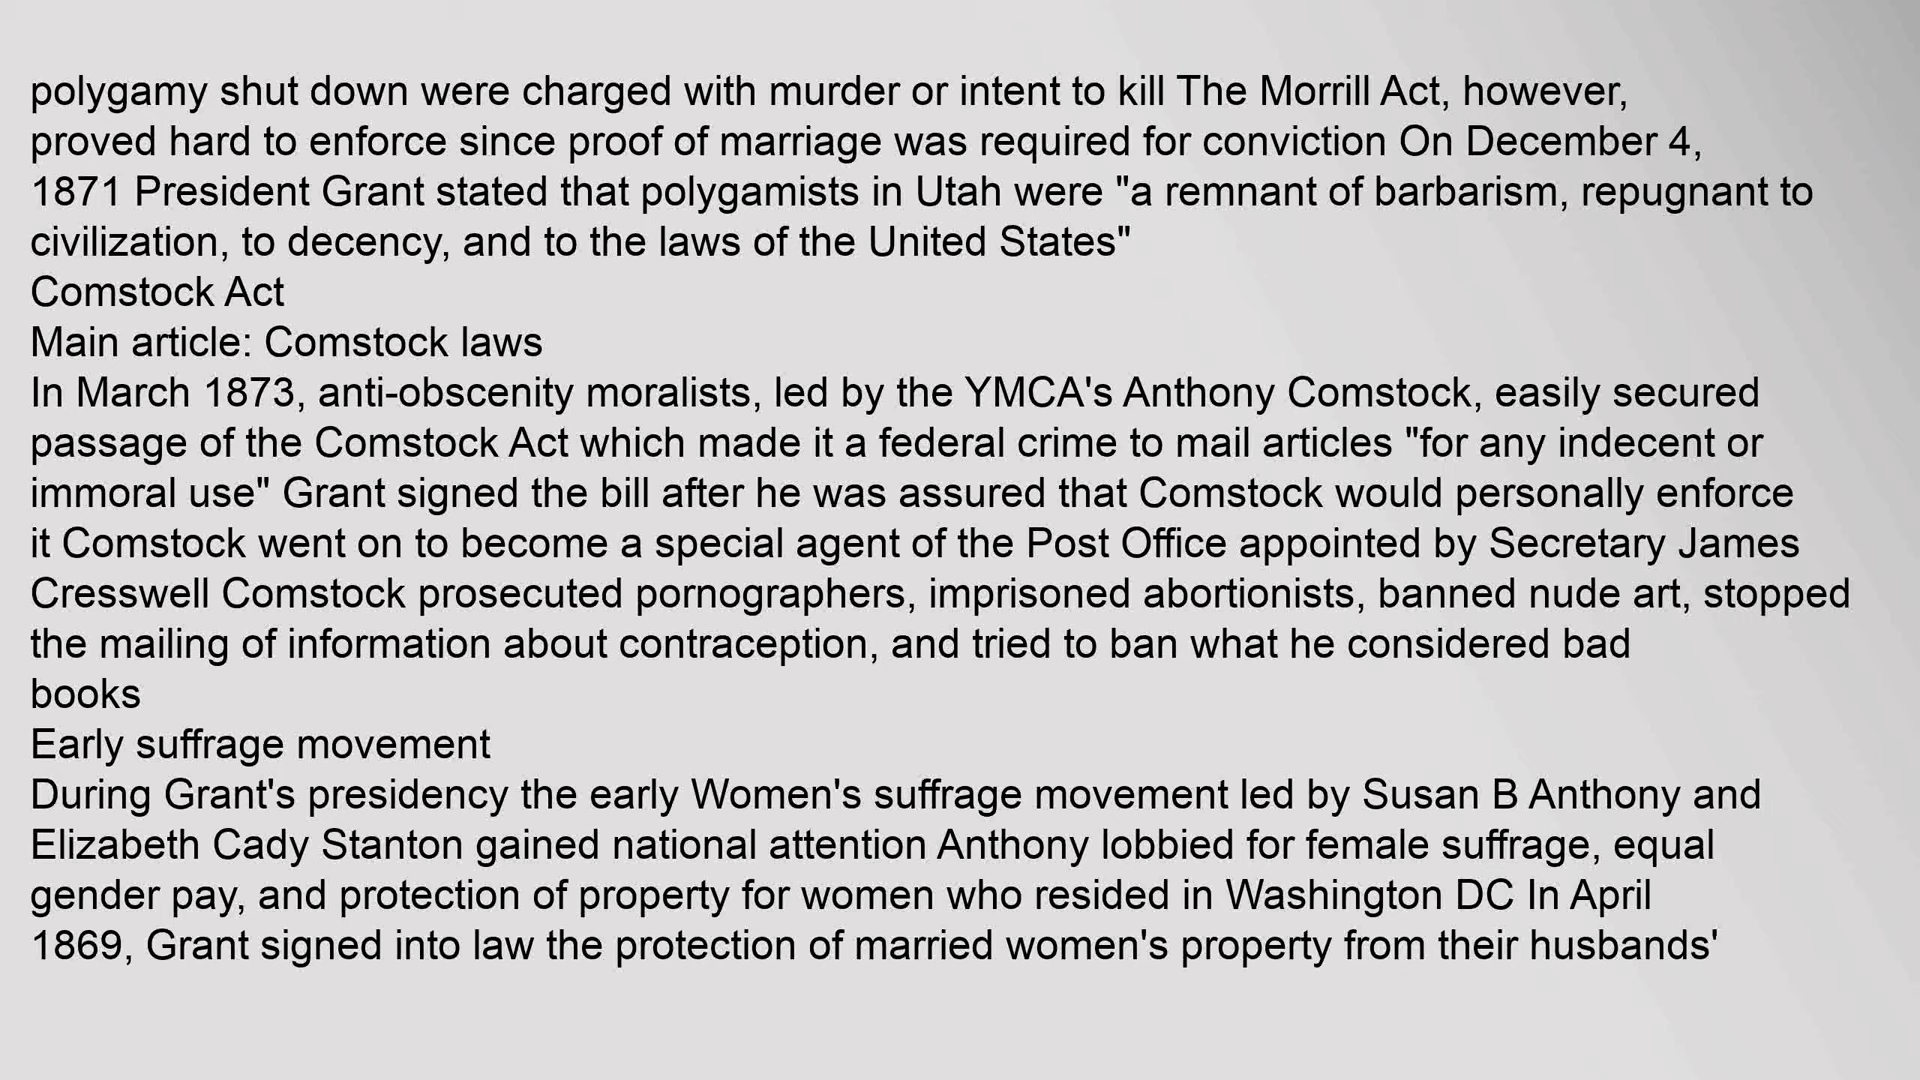 polygamy shut down were charged with murder or intent to kill The Morrill Act, however,
proved hard to enforce since proof of marriage was required for conviction On December 4,
1871 President Grant stated that polygamists in Utah were "a remnant of barbarism, repugnant to
civilization, to decency, and to the laws of the United States"
Comstock Act
Main article: Comstock laws
In March 1873, anti-obscenity moralists, led by the YMCA's Anthony Comstock, easily secured
passage of the Comstock Act which made it a federal crime to mail articles "for any indecent or
immoral use" Grant signed the bill after he was assured that Comstock would personally enforce
it Comstock went on to become a special agent of the Post Office appointed by Secretary James
Cresswell Comstock prosecuted pornographers, imprisoned abortionists, banned nude art, stopped
the mailing of information about contraception, and tried to ban what he considered bad
books
Early suffrage movement
During Grant's presidency the early Women's suffrage movement led by Susan B Anthony and
Elizabeth Cady Stanton gained national attention Anthony lobbied for female suffrage, equal
gender pay, and protection of property for women who resided in Washington DC In April
1869, Grant signed into law the protection of married women's property from their husbands'